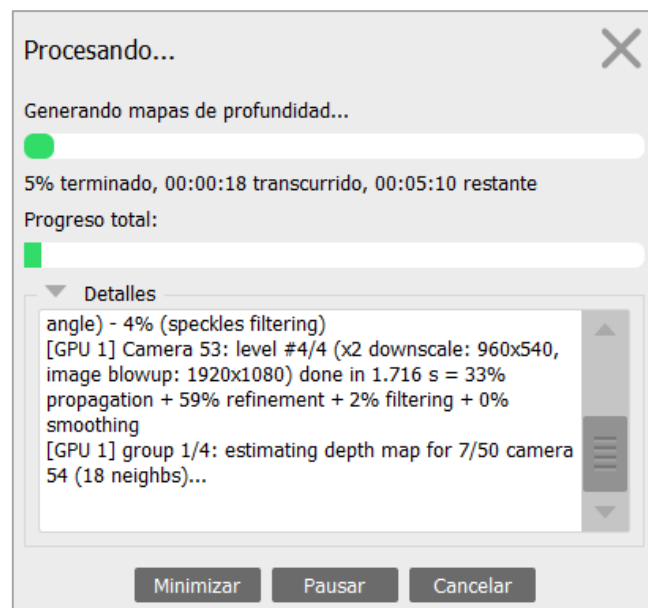 Procesando...
Generando mapas de profundidad...
5% terminado, 00:00:18 transcurrido, 00:05:10 restante
Progreso total:
Detalles
angle) - 4% (speckles filtering)
[GPU 1] Camera 53: level #4/4 (x2 downscale: 960x540,
image blowup: 1920x1080) done in 1.716 s = 33%
propagation + 59% refinement + 2% filtering + 0%
smoothing
[GPU 1] group 1/4: estimating depth map for 7/50 camera
54 (18 neighbs)...
Minimizar
Pausar
Cancelar